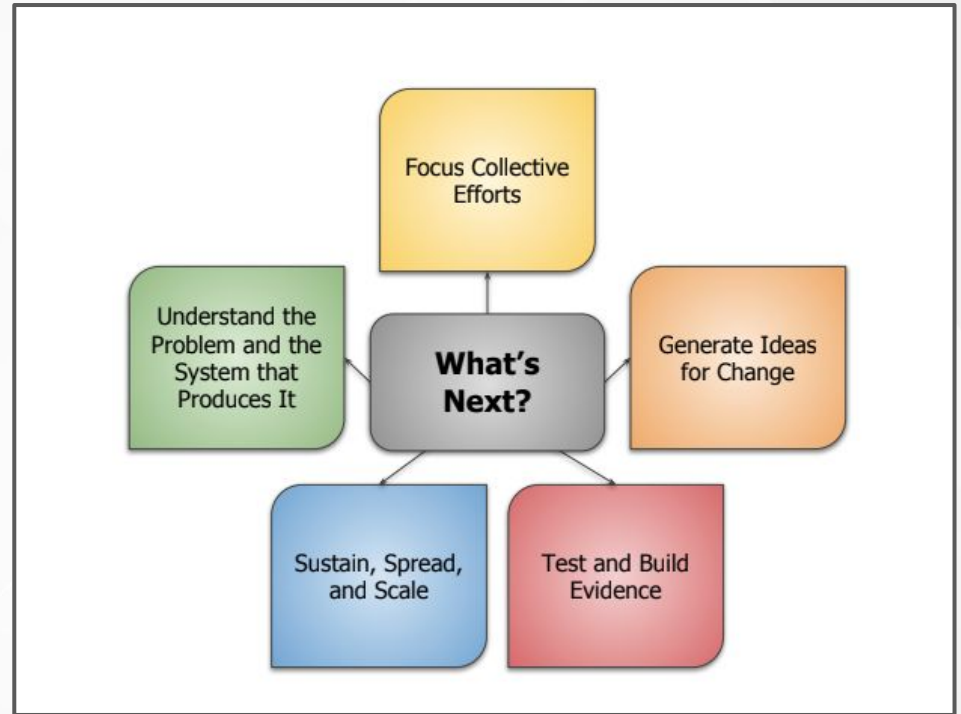 Focus Collective
Efforts
Understand the
Problem and the
System that
Produces It
What’s
Next?
Generate Ideas
for Change
Sustain, Spread,
and Scale
Test and Build
Evidence